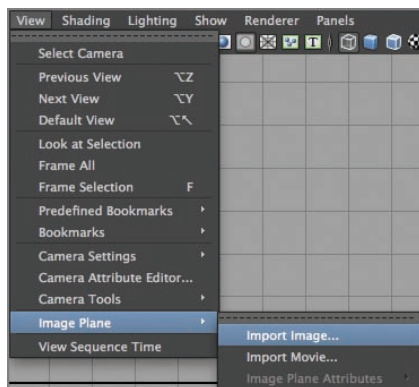 View Shading Lighting Show Renderer Panels
T
Select Camera
Previous View ⌥Z
Next View ⌥Y
Default View ⌥↖
Look at Selection
Frame All
Frame Selection F
Predefined Bookmarks
Bookmarks
Camera Settings
Camera Attribute Editor...
Camera Tools
Image Plane
View Sequence Time
Import Image...
Import Movie...
Image Plane Attributes